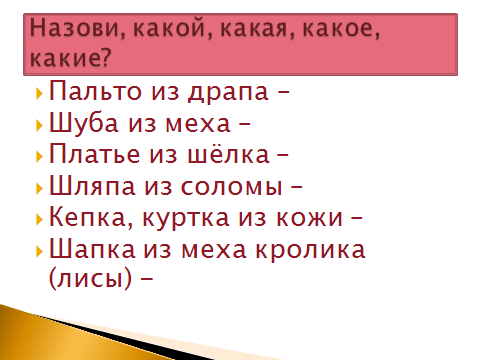 Назови, какой, какая, какое,
какие?
Пальто из драпа –
Шуба из меха –
Платье из шёлка –
Шляпа из соломы –
Кепка, куртка из кожи –
Шапка из меха кролика
(лисы) –